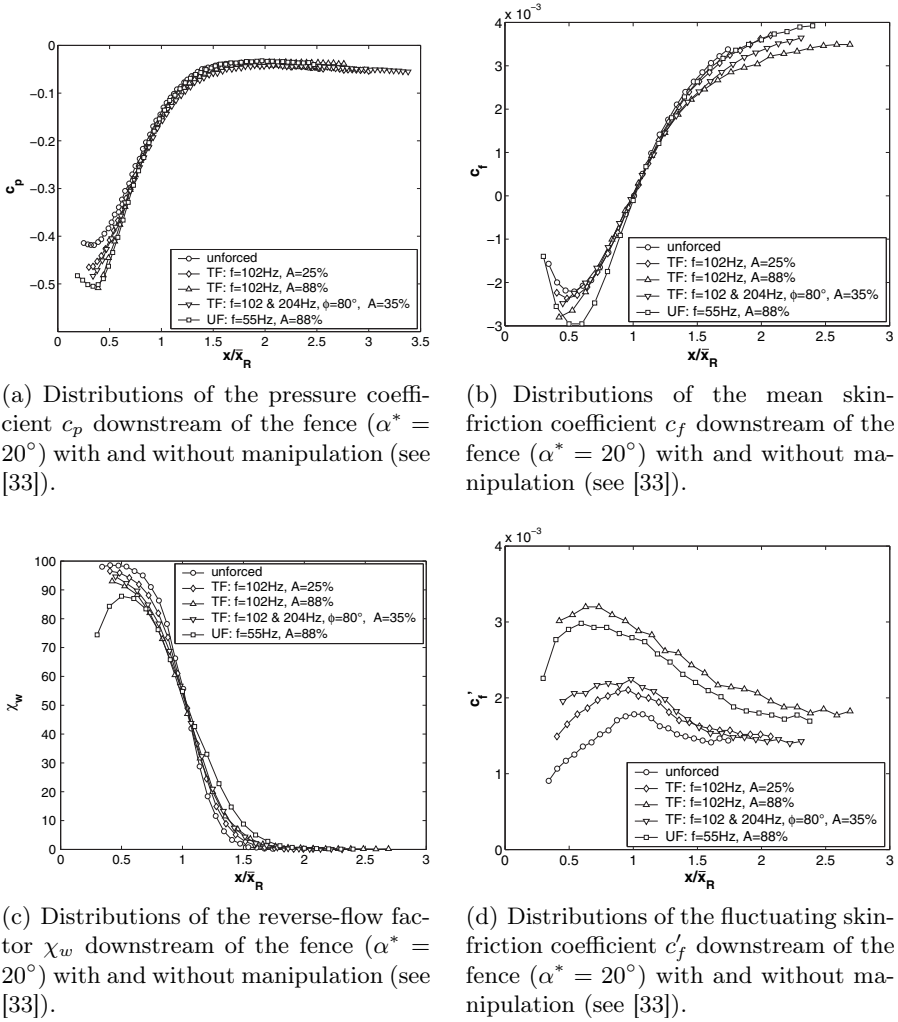 0
−0.1
−0.2
−0.3
−0.4
−0.5
c_p
0 0.5 1 1.5 2 2.5 3 3.5
x/x̄_R
unforced
TF: f=102Hz, A=25%
TF: f=102Hz, A=88%
TF: f=102 & 204Hz, ϕ=80°, A=35%
UF: f=55Hz, A=88%
x 10⁻³
4
3
2
1
0
−1
−2
−3
c_f
0 0.5 1 1.5 2 2.5 3
x/x̄_R
unforced
TF: f=102Hz, A=25%
TF: f=102Hz, A=88%
TF: f=102 & 204Hz, ϕ=80°, A=35%
UF: f=55Hz, A=88%
(a) Distributions of the pressure coeffi-
cient c_p downstream of the fence (α* =
20°) with and without manipulation (see
[33]).
(b) Distributions of the mean skin-
friction coefficient c_f downstream of the
fence (α* = 20°) with and without ma-
nipulation (see [33]).
100
90
80
70
60
50
40
30
20
10
0
χ_w
0 0.5 1 1.5 2 2.5 3
x/x̄_R
unforced
TF: f=102Hz, A=25%
TF: f=102Hz, A=88%
TF: f=102 & 204Hz, ϕ=80°, A=35%
UF: f=55Hz, A=88%
x 10⁻³
4
3
2
1
0
c_f'
0 0.5 1 1.5 2 2.5 3
x/x̄_R
unforced
TF: f=102Hz, A=25%
TF: f=102Hz, A=88%
TF: f=102 & 204Hz, ϕ=80°, A=35%
UF: f=55Hz, A=88%
(c) Distributions of the reverse-flow fac-
tor χ_w downstream of the fence (α* =
20°) with and without manipulation (see
[33]).
(d) Distributions of the fluctuating skin-
friction coefficient c'_f downstream of the
fence (α* = 20°) with and without ma-
nipulation (see [33]).